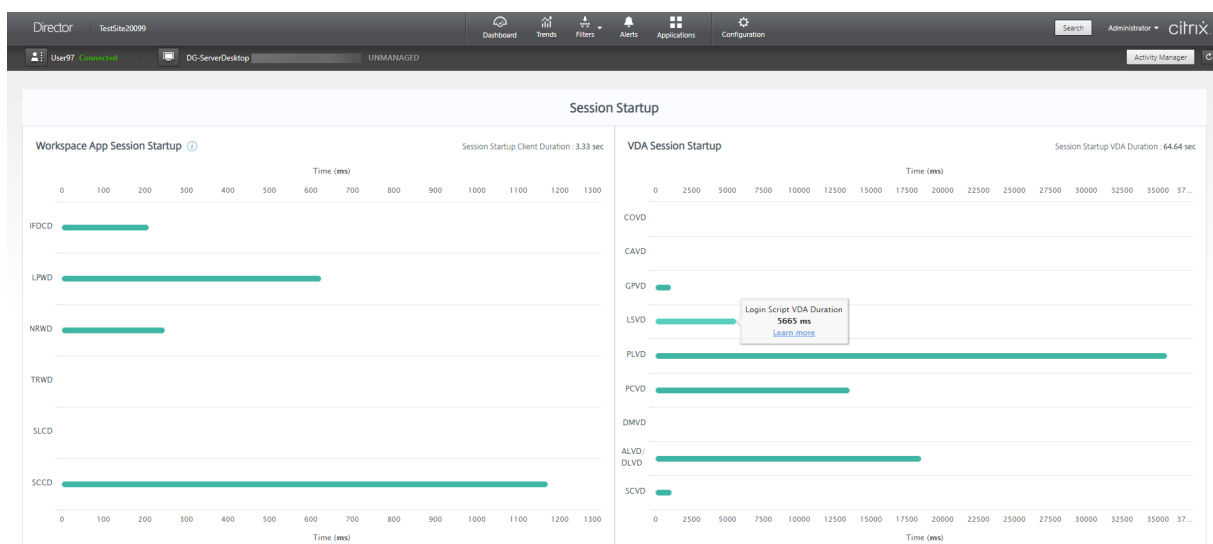 Director TestSite20099 Dashboard Trends Filters Alerts Applications Configuration Search Administrator citrix
User97 Connected DG-ServerDesktop UNMANAGED Activity Manager
Session Startup
Workspace App Session Startup Session Startup Client Duration : 3.33 sec
Time (ms)
0 100 200 300 400 500 600 700 800 900 1000 1100 1200 1300
IFDCD
LPWD
NRWD
TRWD
SLCD
SCCD
0 100 200 300 400 500 600 700 800 900 1000 1100 1200 1300
Time (ms)
VDA Session Startup Session Startup VDA Duration : 64.64 sec
Time (ms)
0 2500 5000 7500 10000 12500 15000 17500 20000 22500 25000 27500 30000 32500 35000 37...
COVD
CAVD
GPVD
LSVD
Login Script VDA Duration
5665 ms
Learn more
PLVD
PCVD
DMVD
ALVD/
DLVD
SCVD
0 2500 5000 7500 10000 12500 15000 17500 20000 22500 25000 27500 30000 32500 35000 37...
Time (ms)